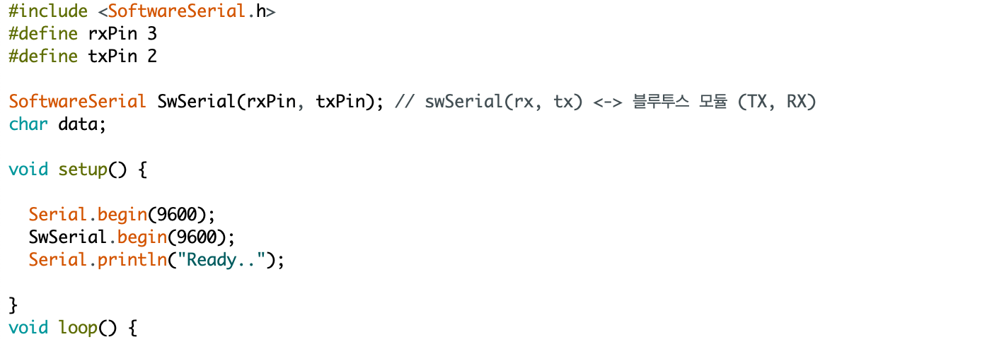 #include <SoftwareSerial.h>
#define rxPin 3
#define txPin 2
SoftwareSerial SwSerial(rxPin, txPin); // swSerial(rx, tx) <-> 블루투스 모듈 (TX, RX)
char data;
void setup() {
Serial.begin(9600);
SwSerial.begin(9600);
Serial.println("Ready..");
}
void loop() {